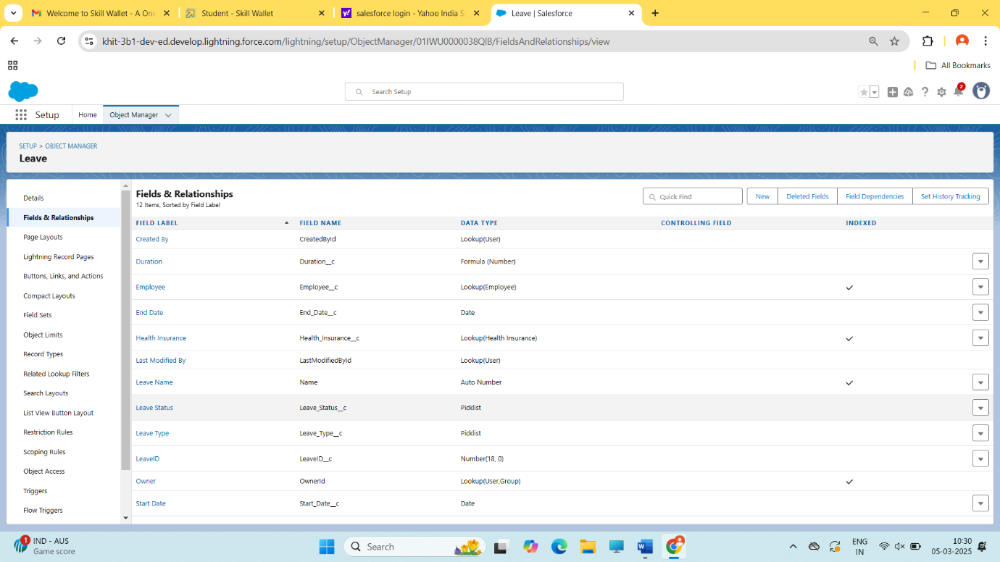 Welcome to Skill Wallet - A One
Student - Skill Wallet
salesforce login - Yahoo India S
Leave | Salesforce
khit-3b1-dev-ed.develop.lightning.force.com/lightning/setup/ObjectManager/01IWU0000038QlB/FieldsAndRelationships/view
All Bookmarks
Search Setup
2
Setup
Home
Object Manager
SETUP > OBJECT MANAGER
Leave
Details
Fields & Relationships
Page Layouts
Lightning Record Pages
Buttons, Links, and Actions
Compact Layouts
Field Sets
Object Limits
Record Types
Related Lookup Filters
Search Layouts
List View Button Layout
Restriction Rules
Scoping Rules
Object Access
Triggers
Flow Triggers
Fields & Relationships
12 Items, Sorted by Field Label
Quick Find
New
Deleted Fields
Field Dependencies
Set History Tracking
FIELD LABEL FIELD NAME DATA TYPE CONTROLLING FIELD INDEXED
Created By CreatedById Lookup(User)
Duration Duration__c Formula (Number)
Employee Employee__c Lookup(Employee)
End Date End_Date__c Date
Health Insurance Health_Insurance__c Lookup(Health Insurance)
Last Modified By LastModifiedById Lookup(User)
Leave Name Name Auto Number
Leave Status Leave_Status__c Picklist
Leave Type Leave_Type__c Picklist
LeaveID LeaveID__c Number(18, 0)
Owner OwnerId Lookup(User,Group)
Start Date Start_Date__c Date
1
IND - AUS
Game score
Search
ENG
IN
10:30
05-03-2025